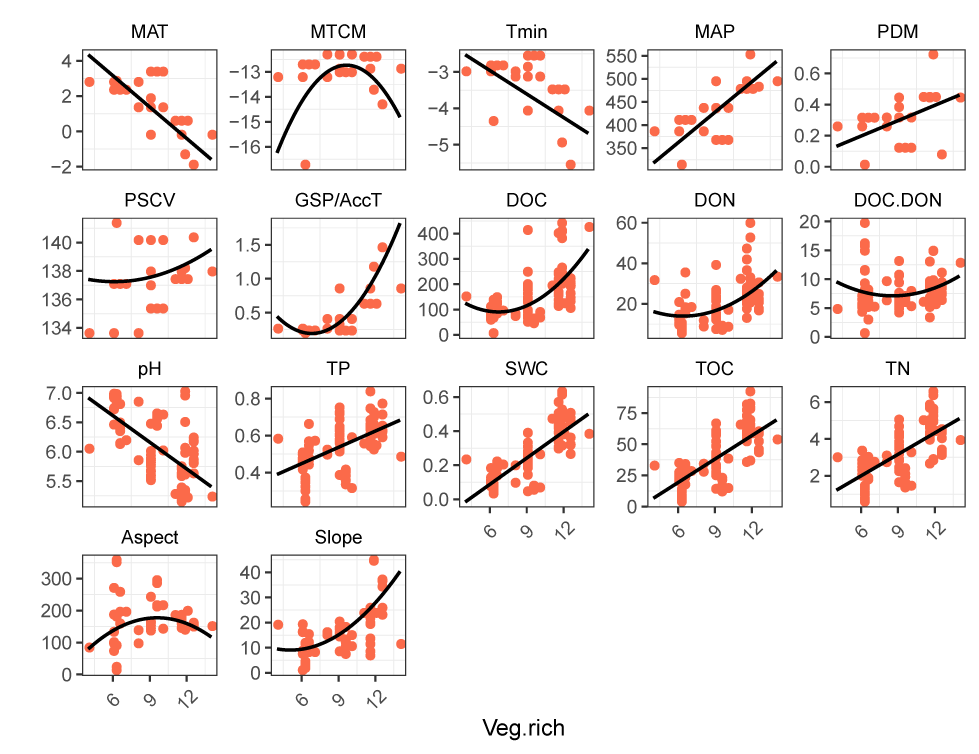 MAT MTCM Tmin MAP PDM
4 2 0 −2
−13 −14 −15 −16
−3 −4 −5
550 500 450 400 350
0.6 0.4 0.2 0.0
PSCV GSP/AccT DOC DON DOC.DON
140 138 136 134
1.5 1.0 0.5
400 300 200 100 0
60 40 20
20 15 10 5 0
pH TP SWC TOC TN
7.0 6.5 6.0 5.5
0.8 0.6 0.4
0.6 0.4 0.2 0.0
75 50 25 0
6 4 2
6 9 12 6 9 12 6 9 12
Aspect Slope
300 200 100 0
40 30 20 10 0
6 9 12 6 9 12
Veg.rich